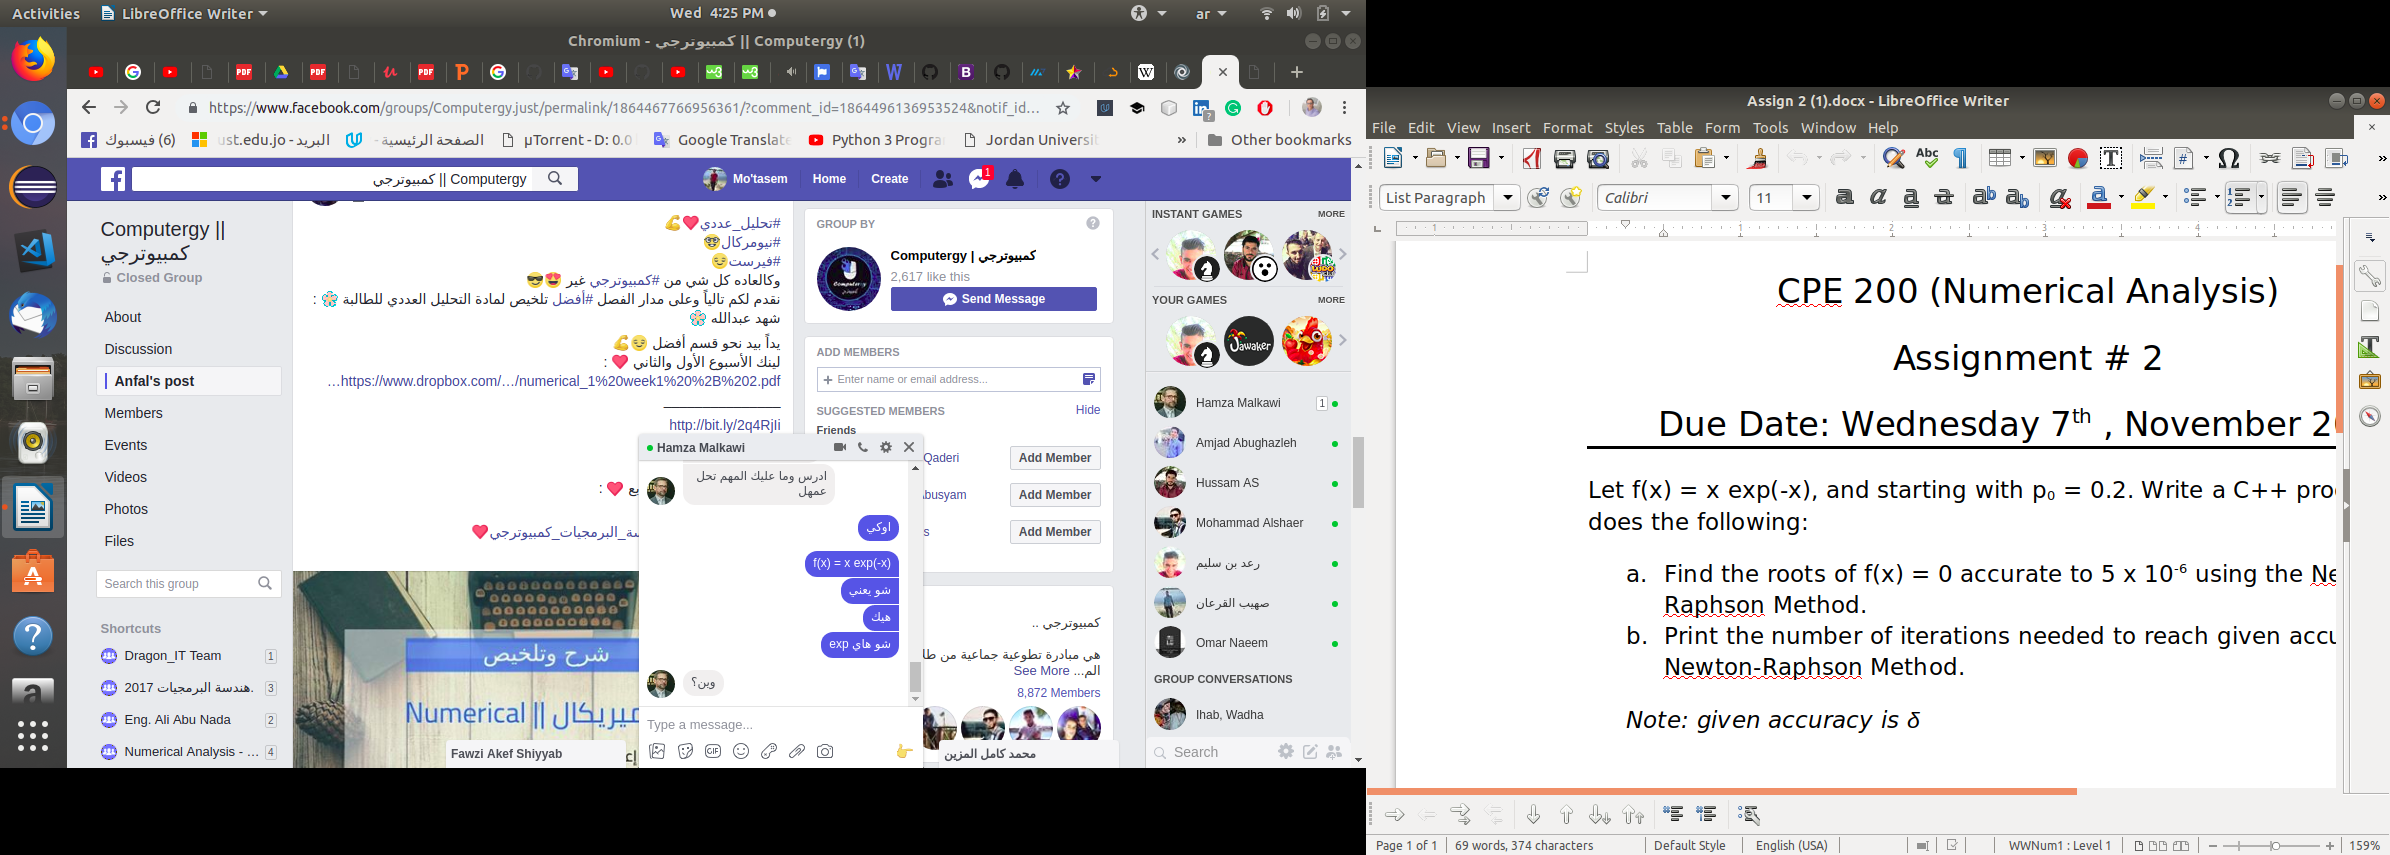 Activities
LibreOffice Writer
Wed 4:25 PM
ar
Chromium - كمبيوترجي || Computergy (1)
https://www.facebook.com/groups/Computergy.just/permalink/1864467766956361/?comment_id=1864496136953524&notif_id...
(6) فيسبوك
ust.edu.jo - البريد
الصفحة الرئيسية -
µTorrent - D: 0.0
Google Translate
Python 3 Progra
Jordan Universit
»
Other bookmarks
كمبيوترجي || Computergy
Mo'tasem
Home
Create
1
Computergy ||
كمبيوترجي
Closed Group
About
Discussion
Anfal's post
Members
Events
Videos
Photos
Files
Search this group
Shortcuts
Dragon_IT Team 1
هندسة البرمجيات 2017. 3
Eng. Ali Abu Nada 2
Numerical Analysis - ... 4
#تحليل_عددي❤️💪
#نيومركال
#فيرست😏
وكالعاده كل شي من #كمبيوترجي غير 😍😎
نقدم لكم تالياً وعلى مدار الفصل #أفضل تلخيص لمادة التحليل العددي للطالبة 🌸 :
شهد عبدالله 🌸
يداً بيد نحو قسم أفضل 😏💪
لينك الأسبوع الأول والثاني ❤️ :
https://www.dropbox.com/.../numerical_1%20week1%20%2B%202.pdf...
http://bit.ly/2q4RjIi
ـة_البرمجيات_كمبيوترجي❤️
شرح وتلخيص
Numerical ||
Fawzi Akef Shiyyab
Hamza Malkawi
ادرس وما عليك المهم تحل
عمهل
اوكي
f(x) = x exp(-x)
شو يعني
هيك
شو هاي exp
وين؟
Type a message...
محمد كامل المزين
GROUP BY
Computergy | كمبيوترجي
2,617 like this
Send Message
ADD MEMBERS
Enter name or email address...
SUGGESTED MEMBERS Hide
Friends
Qaderi Add Member
busyam Add Member
s Add Member
كمبيوترجي ..
هي مبادرة تطوعية جماعية من طلا
الم... See More
8,872 Members
INSTANT GAMES MORE
YOUR GAMES MORE
Jawaker
Hamza Malkawi 1
Amjad Abughazleh
Hussam AS
Mohammad Alshaer
رعد بن سليم
صهيب القرعان
Omar Naeem
GROUP CONVERSATIONS
Ihab, Wadha
Search
Assign 2 (1).docx - LibreOffice Writer
File Edit View Insert Format Styles Table Form Tools Window Help
List Paragraph
Calibri
11
CPE 200 (Numerical Analysis)
Assignment # 2
Due Date: Wednesday 7th , November 20
Let f(x) = x exp(-x), and starting with p₀ = 0.2. Write a C++ pro
does the following:
a. Find the roots of f(x) = 0 accurate to 5 x 10⁻⁶ using the Ne
Raphson Method.
b. Print the number of iterations needed to reach given accu
Newton-Raphson Method.
Note: given accuracy is δ
Page 1 of 1
69 words, 374 characters
Default Style
English (USA)
WWNum1 : Level 1
159%